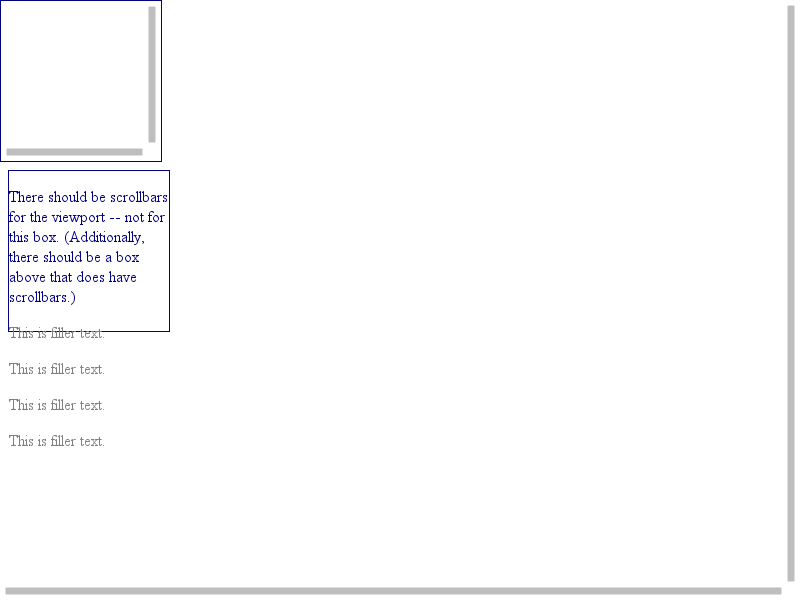 There should be scrollbars
for the viewport -- not for
this box. (Additionally,
there should be a box
above that does have
scrollbars.)
This is filler text.
This is filler text.
This is filler text.
This is filler text.